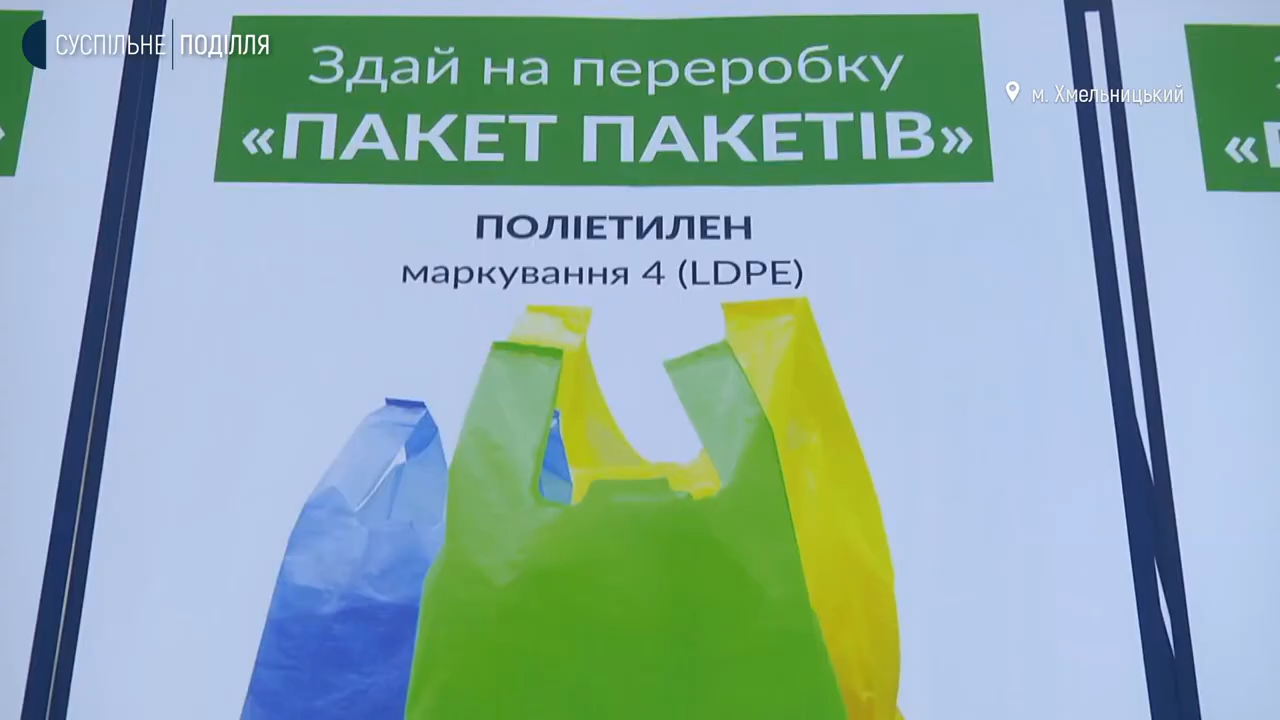 СУСПІЛЬНЕ ПОДІЛЛЯ
м. Хмельницький
Здай на переробку
«ПАКЕТ ПАКЕТІВ»
ПОЛІЕТИЛЕН
маркування 4 (LDPE)